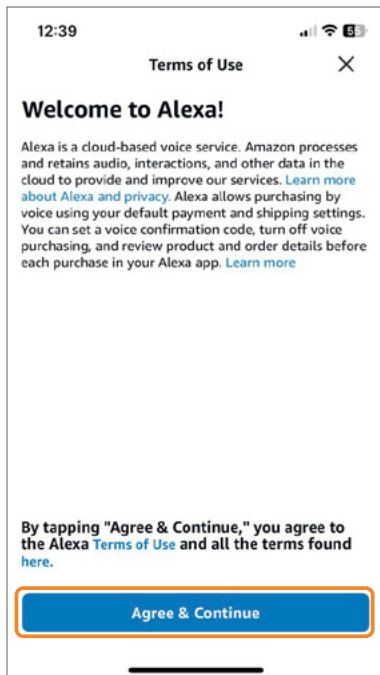 12:39
Terms of Use
Welcome to Alexa!
Alexa is a cloud-based voice service. Amazon processes
and retains audio, interactions, and other data in the
cloud to provide and improve our services. Learn more
about Alexa and privacy. Alexa allows purchasing by
voice using your default payment and shipping settings.
You can set a voice confirmation code, turn off voice
purchasing, and review product and order details before
each purchase in your Alexa app. Learn more
By tapping "Agree & Continue," you agree to
the Alexa Terms of Use and all the terms found
here.
Agree & Continue